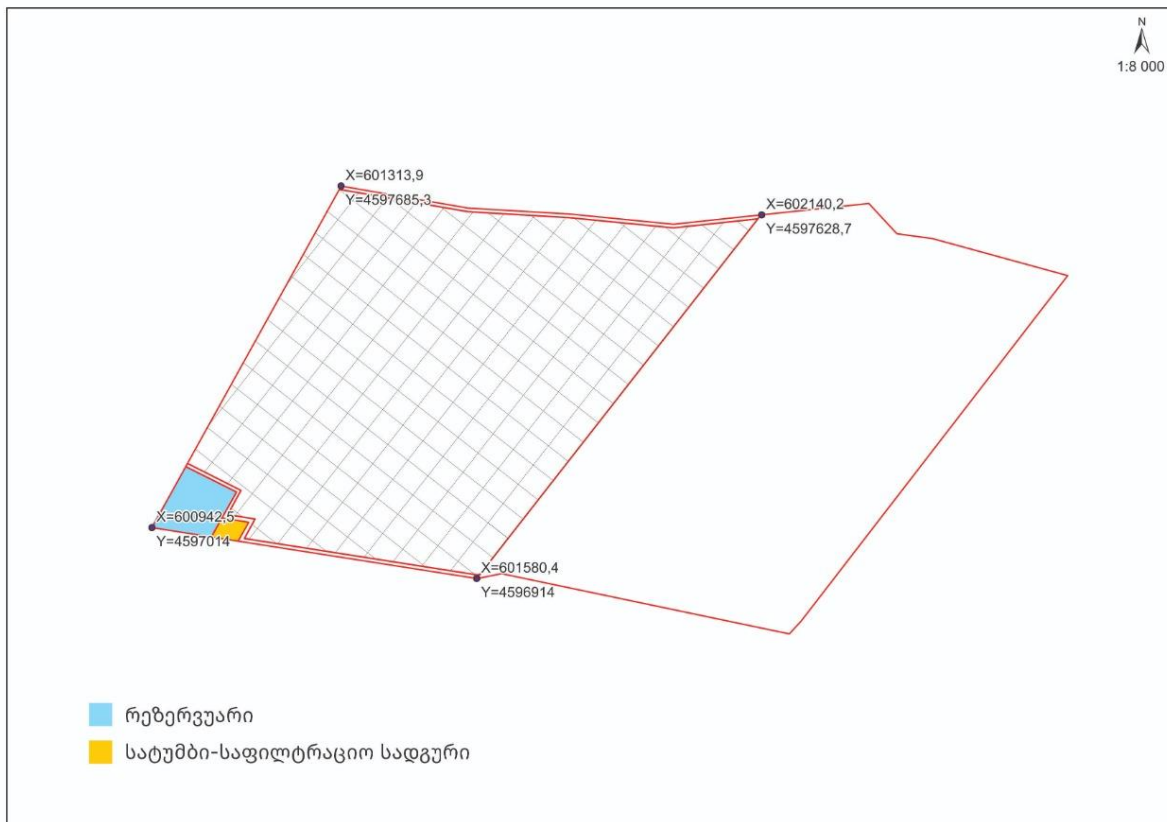 N
1:8 000
X=601313,9
Y=4597685,3
X=602140,2
Y=4597628,7
X=600942,5
Y=4597014
X=601580,4
Y=4596914
რეზერვუარი
სატუმბი-საფილტრაციო სადგური